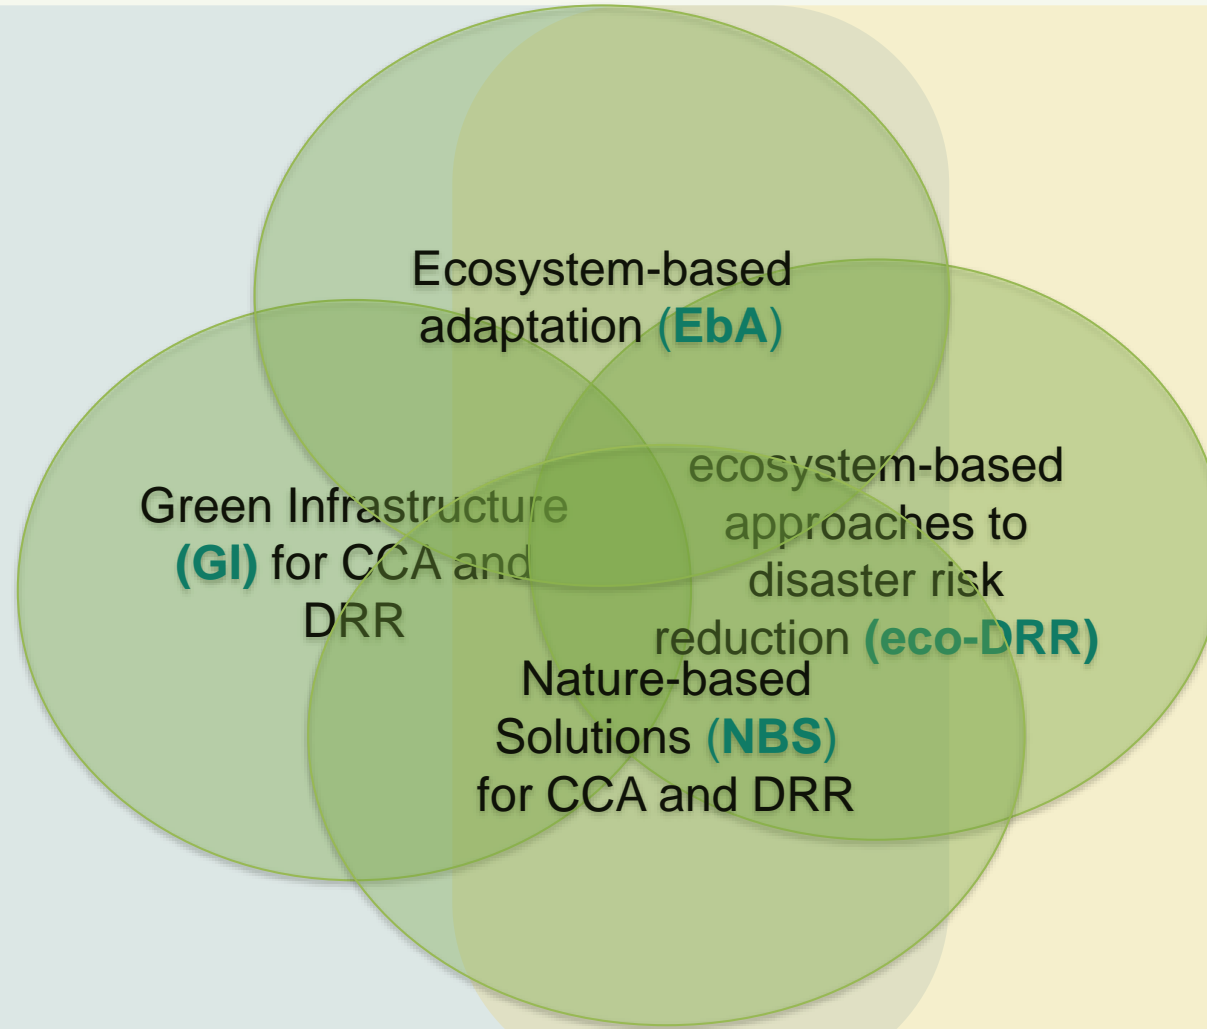 Ecosystem-based
adaptation (EbA)
Green Infrastructure
(GI) for CCA and
DRR
ecosystem-based
approaches to
disaster risk
reduction (eco-DRR)
Nature-based
Solutions (NBS)
for CCA and DRR